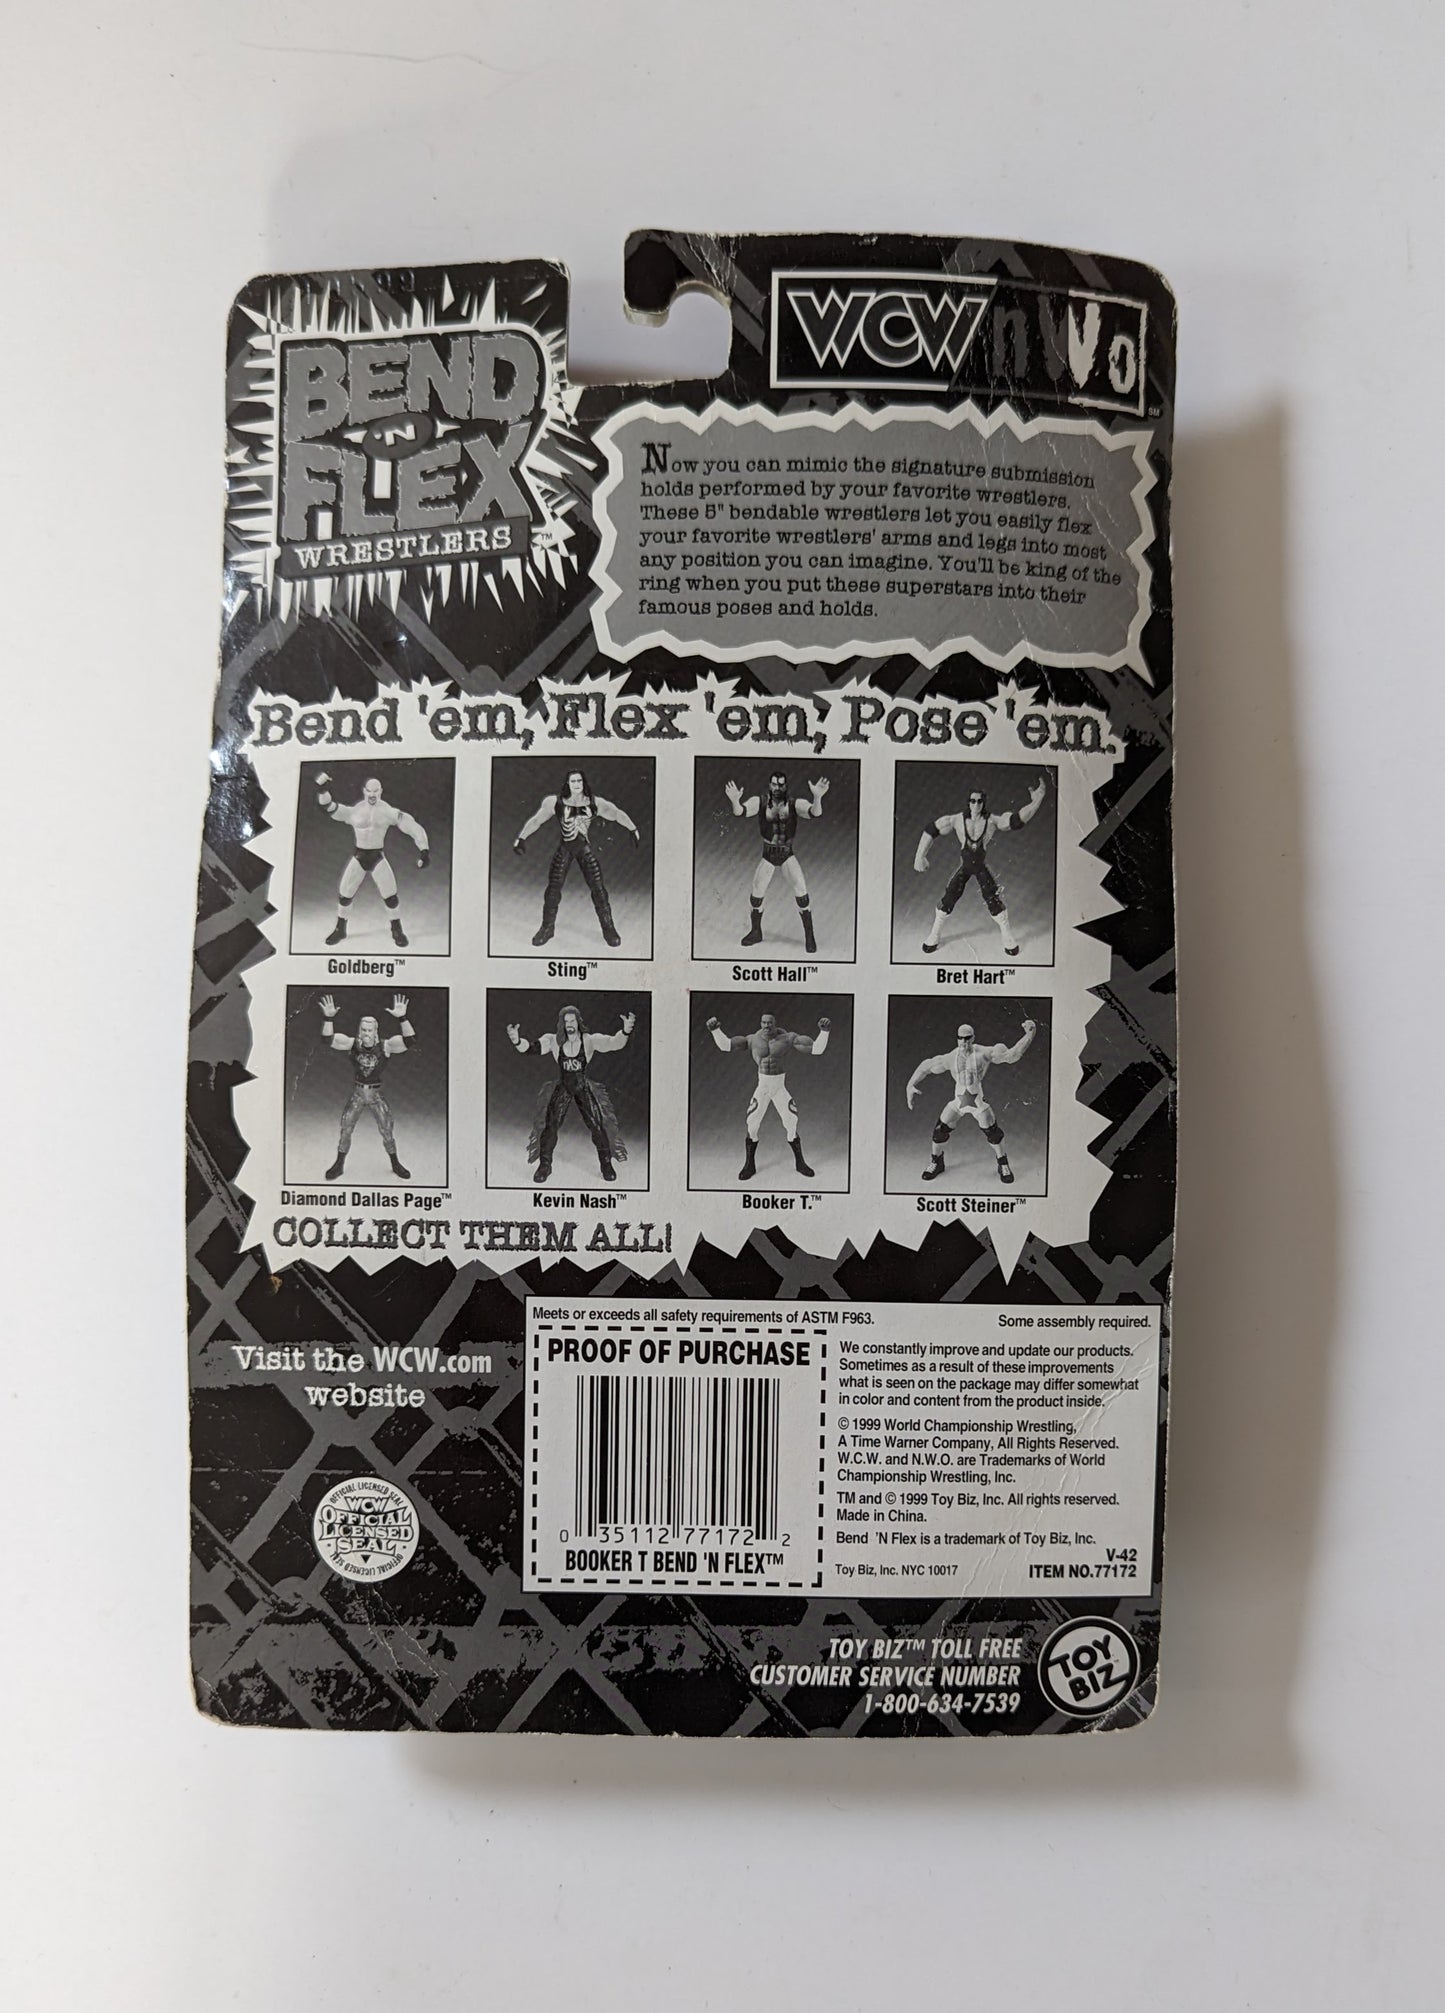 BEND
'N
FLEX
WRESTLERS™
WCW nWo
SM
Now you can mimic the signature submission
holds performed by your favorite wrestlers.
These 5" bendable wrestlers let you easily flex
your favorite wrestlers' arms and legs into most
any position you can imagine. You'll be king of the
ring when you put these superstars into their
famous poses and holds.
Bend 'em, Flex 'em, Pose 'em.
Goldberg™ Sting™ Scott Hall™ Bret Hart™
NASH
Diamond Dallas Page™ Kevin Nash™ Booker T.™ Scott Steiner™
COLLECT THEM ALL!
Visit the WCW.com
website
OFFICIAL LICENSED SEAL
WCW
OFFICIAL
LICENSED
SEAL
OFFICIAL LICENSED SEAL
Meets or exceeds all safety requirements of ASTM F963. Some assembly required.
PROOF OF PURCHASE
0 35112 77172 2
BOOKER T BEND 'N FLEX™
We constantly improve and update our products.
Sometimes as a result of these improvements
what is seen on the package may differ somewhat
in color and content from the product inside.
© 1999 World Championship Wrestling,
A Time Warner Company, All Rights Reserved.
W.C.W. and N.W.O. are Trademarks of World
Championship Wrestling, Inc.
TM and © 1999 Toy Biz, Inc. All rights reserved.
Made in China.
Bend 'N Flex is a trademark of Toy Biz, Inc.
V-42
Toy Biz, Inc. NYC 10017 ITEM NO.77172
TOY BIZ™ TOLL FREE
CUSTOMER SERVICE NUMBER
1-800-634-7539
TOY
BIZ